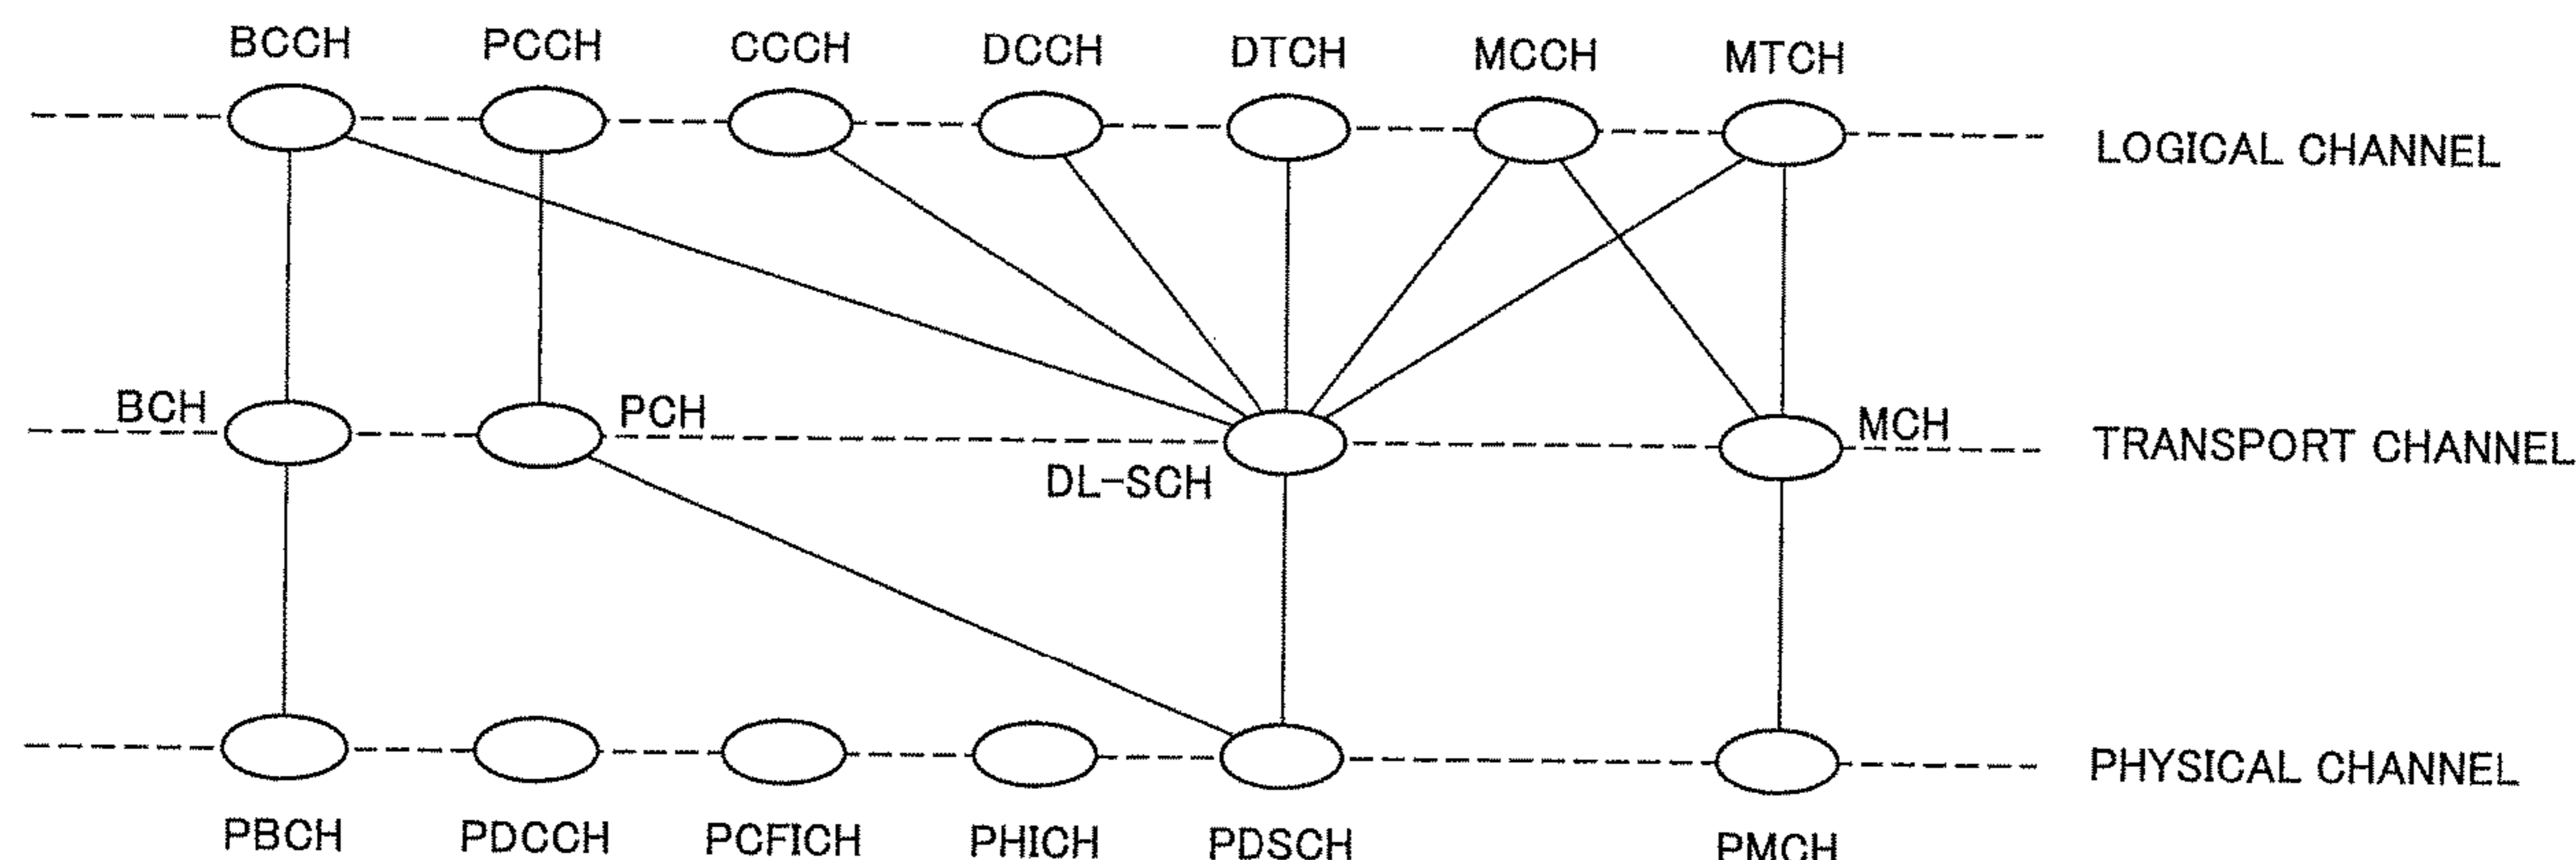 BCCH PCCH CCCH DCCH DTCH MCCH MTCH
LOGICAL CHANNEL
BCH PCH DL-SCH MCH
TRANSPORT CHANNEL
PHYSICAL CHANNEL
PBCH PDCCH PCFICH PHICH PDSCH PMCH